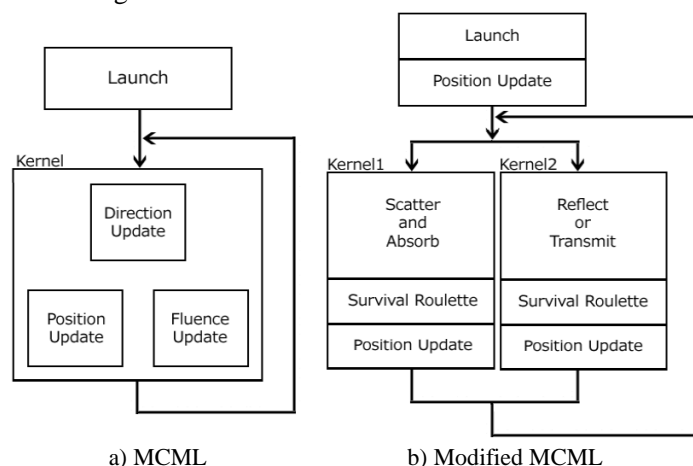 Launch
Kernel
Direction
Update
Position
Update
Fluence
Update
a) MCML
Launch
Position Update
Kernel1
Scatter
and
Absorb
Survival Roulette
Position Update
Kernel2
Reflect
or
Transmit
Survival Roulette
Position Update
b) Modified MCML